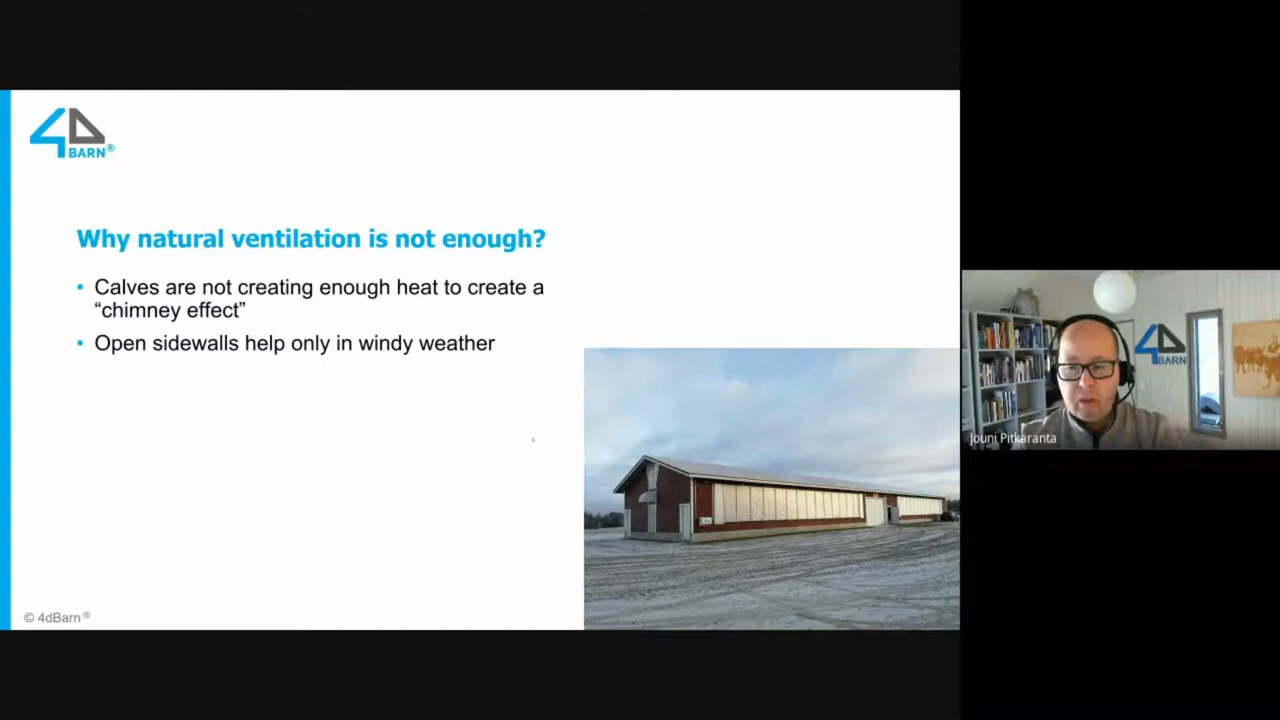 4D
BARN®
Why natural ventilation is not enough?
• Calves are not creating enough heat to create a
“chimney effect”
• Open sidewalls help only in windy weather
© 4dBarn®
4D
BARN
Jouni Pitkäranta